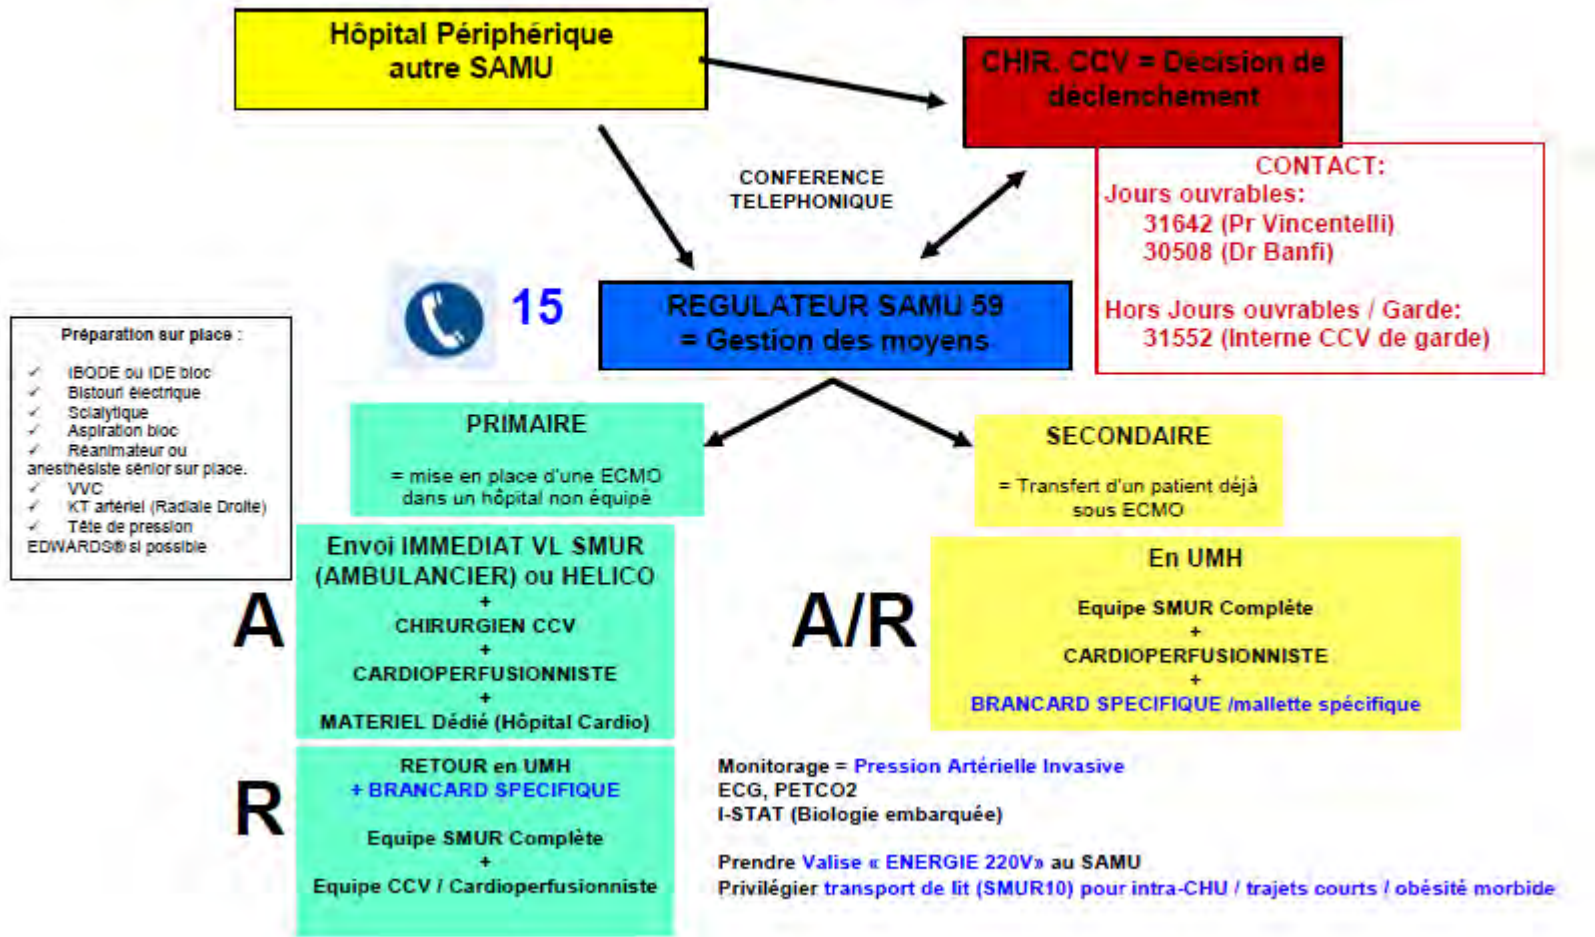 Hôpital Périphérique
autre SAMU
CHIR. CCV = Décision de
déclenchement
CONFERENCE
TELEPHONIQUE
CONTACT:
Jours ouvrables:
31642 (Pr Vincentelli)
30508 (Dr Banfi)
Hors Jours ouvrables / Garde:
31552 (Interne CCV de garde)
15
REGULATEUR SAMU 59
= Gestion des moyens
Préparation sur place :
✓ IBODE ou IDE bloc
✓ Bistouri électrique
✓ Scialytique
✓ Aspiration bloc
✓ Réanimateur ou
anesthésiste sénior sur place.
✓ VVC
✓ KT artériel (Radiale Droite)
✓ Tête de pression
EDWARDS® si possible
PRIMAIRE
= mise en place d'une ECMO
dans un hôpital non équipé
SECONDAIRE
= Transfert d'un patient déjà
sous ECMO
A
Envoi IMMEDIAT VL SMUR
(AMBULANCIER) ou HELICO
+
CHIRURGIEN CCV
+
CARDIOPERFUSIONNISTE
+
MATERIEL Dédié (Hôpital Cardio)
A/R
En UMH
Equipe SMUR Complète
+
CARDIOPERFUSIONNISTE
+
BRANCARD SPECIFIQUE /mallette spécifique
R
RETOUR en UMH
+ BRANCARD SPECIFIQUE
Equipe SMUR Complète
+
Equipe CCV / Cardioperfusionniste
Monitorage = Pression Artérielle Invasive
ECG, PETCO2
I-STAT (Biologie embarquée)
Prendre Valise « ENERGIE 220V» au SAMU
Privilégier transport de lit (SMUR10) pour intra-CHU / trajets courts / obésité morbide